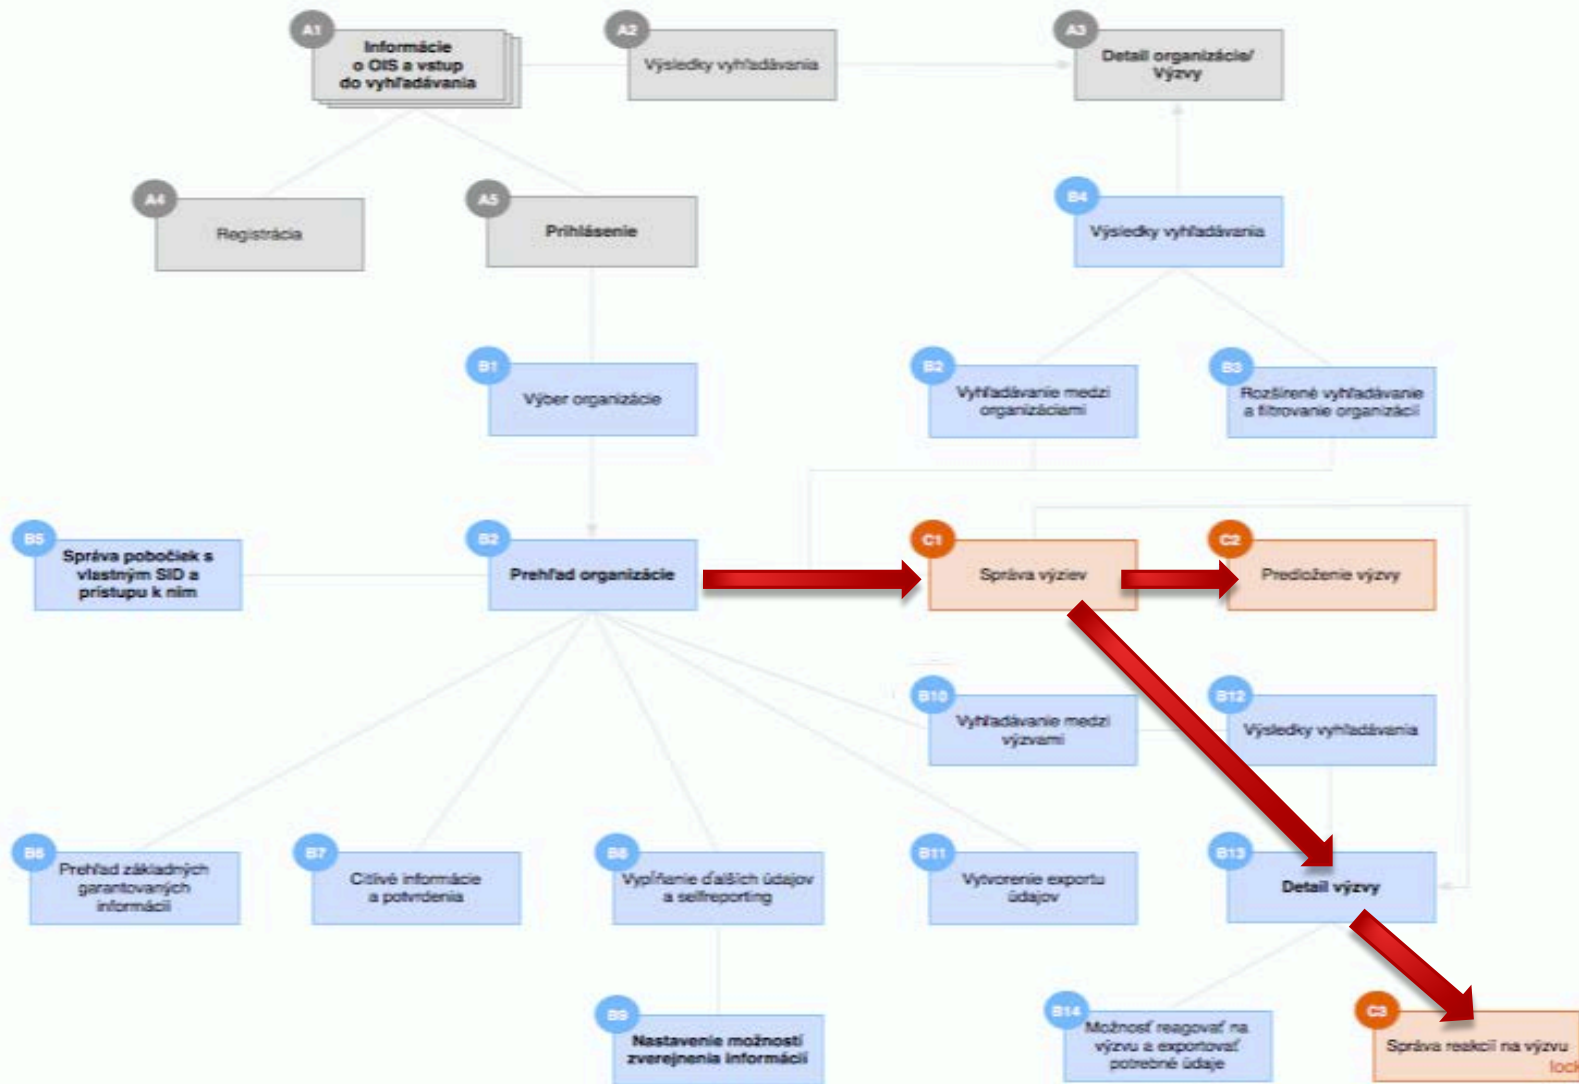 A1
Informácie
o OIS a vstup
do vyhľadávania
A2
Výsledky vyhľadávania
A3
Detail organizácie/
Výzvy
A4
Registrácia
A5
Prihlásenie
B4
Výsledky vyhľadávania
B1
Výber organizácie
B2
Vyhľadávanie medzi
organizáciami
B3
Rozšírené vyhľadávanie
a filtrovanie organizácií
B5
Správa pobočiek s
vlastným SID a
prístupu k nim
B2
Prehľad organizácie
C1
Správa výziev
C2
Predloženie výzvy
B10
Vyhľadávanie medzi
výzvami
B12
Výsledky vyhľadávania
B6
Prehľad základných
garantovaných
informácií
B7
Citlivé informácie
a potvrdenia
B8
Vypĺňanie ďalších údajov
a selfreporting
B11
Vytvorenie exportu
údajov
B13
Detail výzvy
B9
Nastavenie možností
zverejnenia informácií
B14
Možnosť reagovať na
výzvu a exportovať
potrebné údaje
C3
Správa reakcií na výzvu
lock